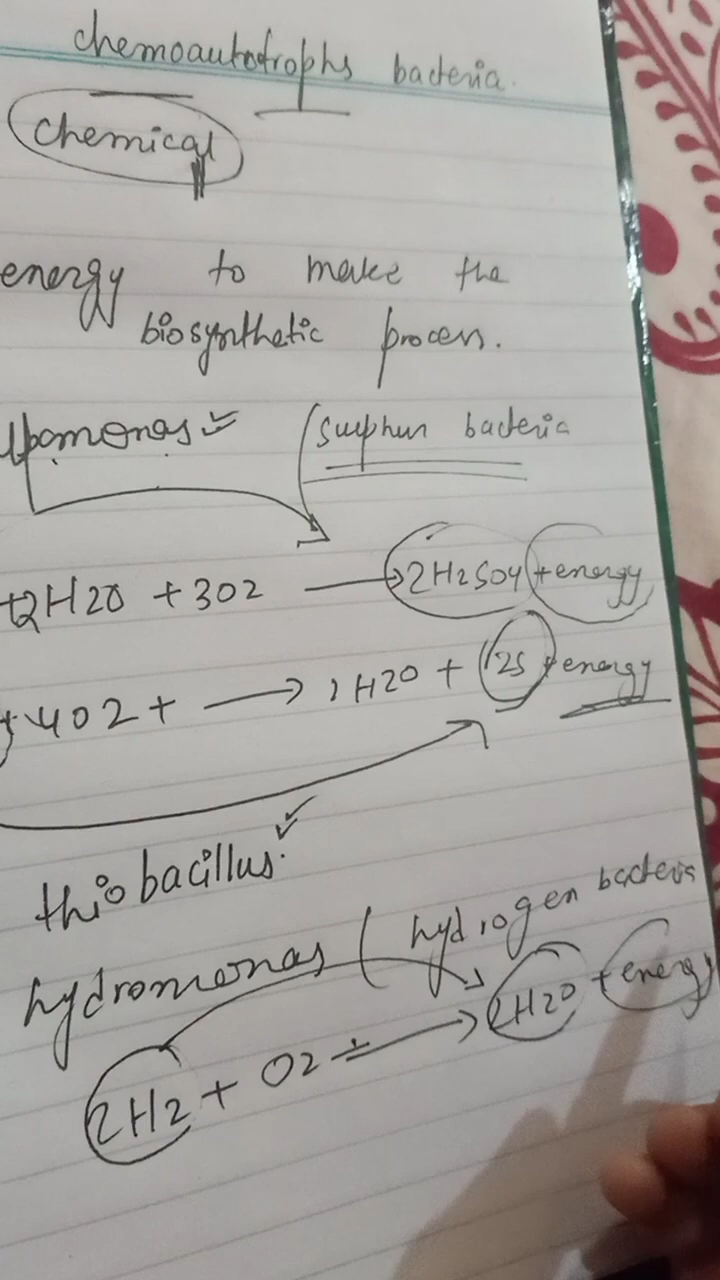 chemoautotrophs bacteria.
chemical
energy to make the
biosynthetic process.
(sulphur bacteria
+2H2O + 3O2 → 2H2SO4 + energy
4O2 + → H2O + 2S + energy
thiobacillus.
hydromonas ( hydrogen bacteria
2H2 + O2 → 2H2O + energy